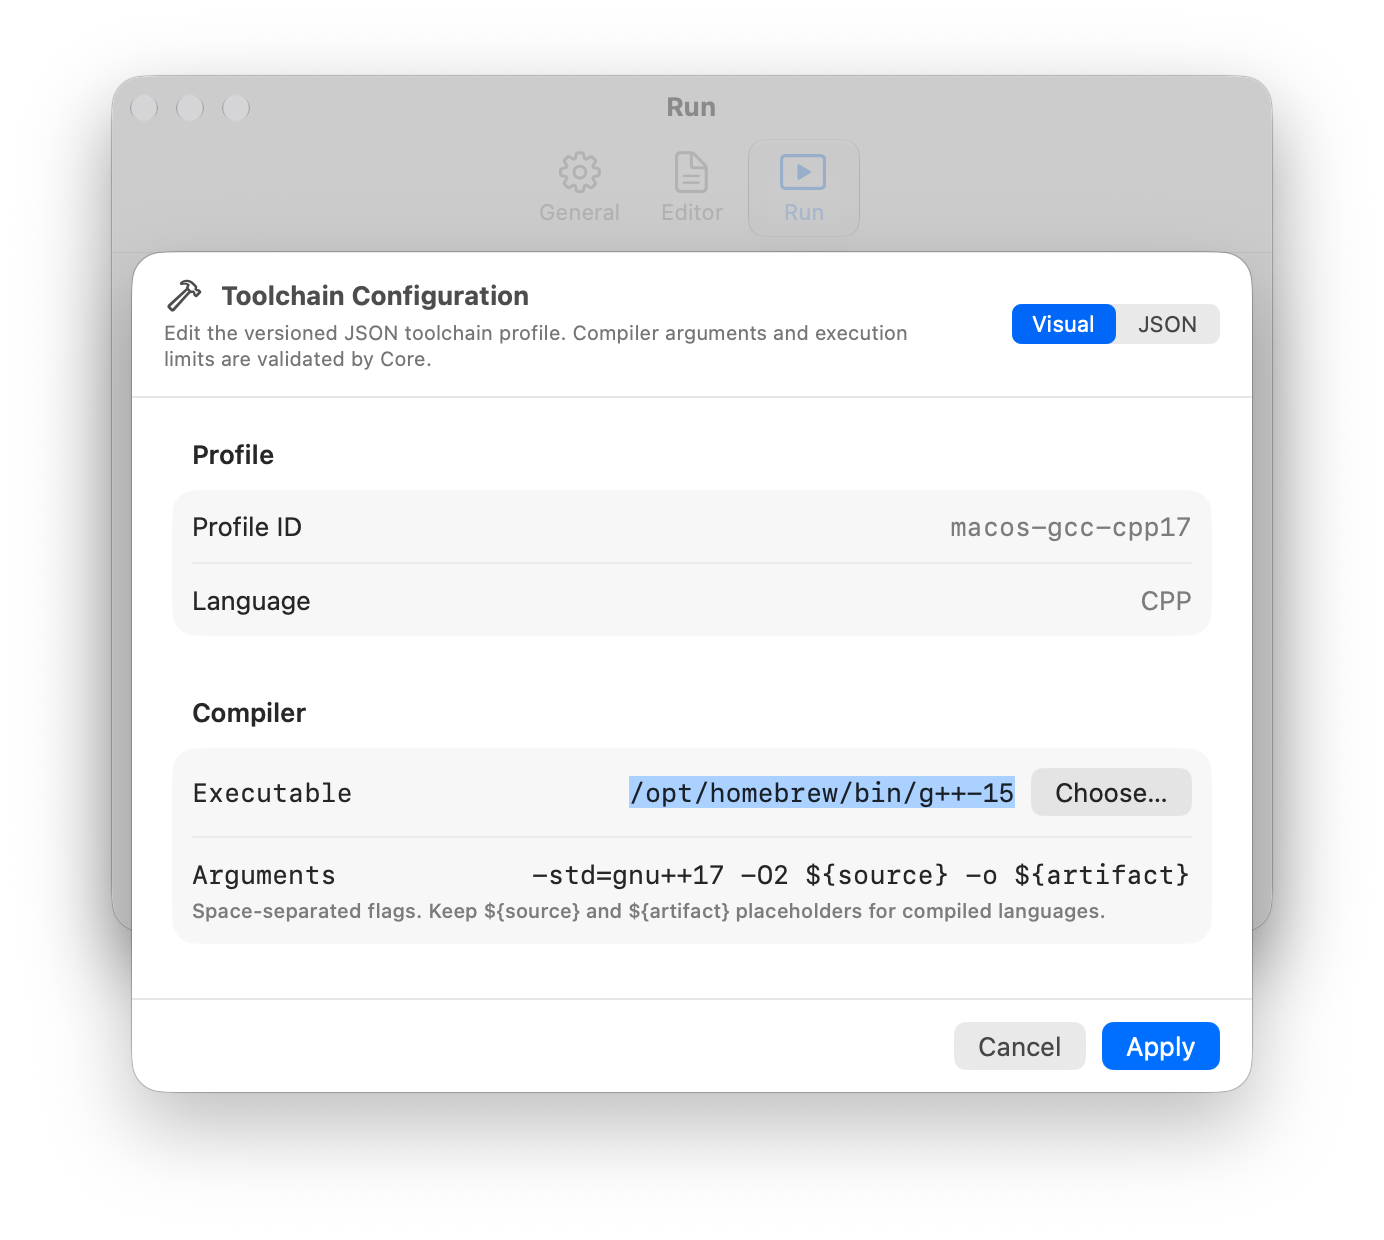 Run
General
Editor
Run
Toolchain Configuration
Edit the versioned JSON toolchain profile. Compiler arguments and execution
limits are validated by Core.
Visual
JSON
Profile
Profile ID
macos-gcc-cpp17
Language
CPP
Compiler
Executable
/opt/homebrew/bin/g++-15
Choose...
Arguments
-std=gnu++17 -O2 ${source} -o ${artifact}
Space-separated flags. Keep ${source} and ${artifact} placeholders for compiled languages.
Cancel
Apply